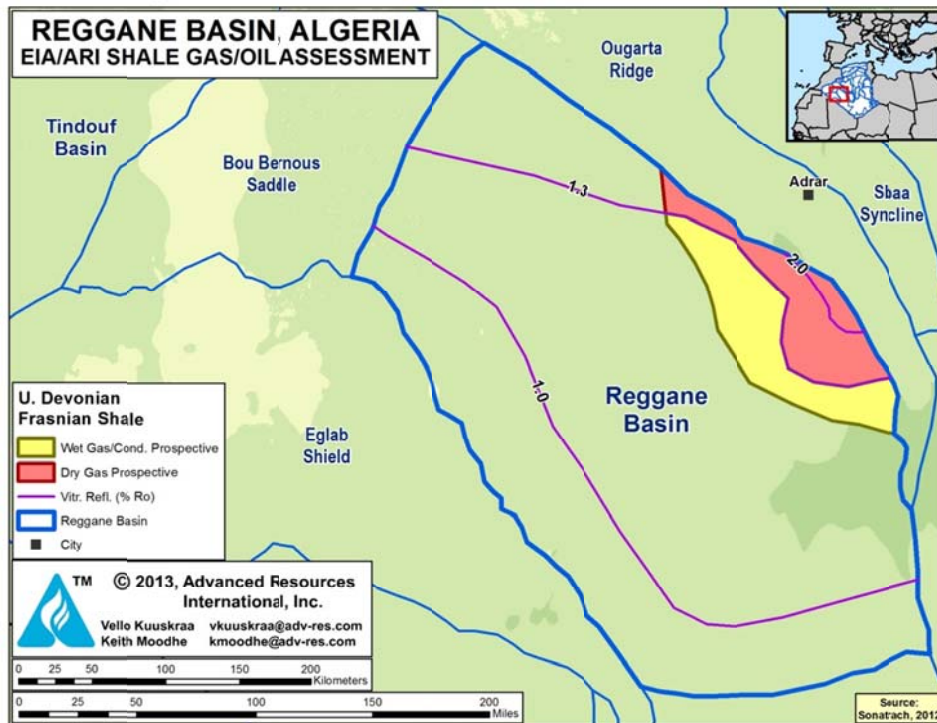 REGGANE BASIN, ALGERIA
EIA/ARI SHALE GAS/OIL ASSESSMENT
Ougarta
Ridge
Tindouf
Basin
Bou Bernous
Saddle
Adrar
Sbaa
Syncline
1.3
2.0
1.0
Reggane
Basin
Eglab
Shield
U. Devonian
Frasnian Shale
Wet Gas/Cond. Prospective
Dry Gas Prospective
Vitr. Refl. (% Ro)
Reggane Basin
City
TM
© 2013, Advanced Resources
International, Inc.
Vello Kuuskraa vkuuskraa@adv-res.com
Keith Moodhe kmoodhe@adv-res.com
0 25 50 100 150 200
Kilometers
0 25 50 100 150 200
Miles
Source:
Sonatrach, 2012